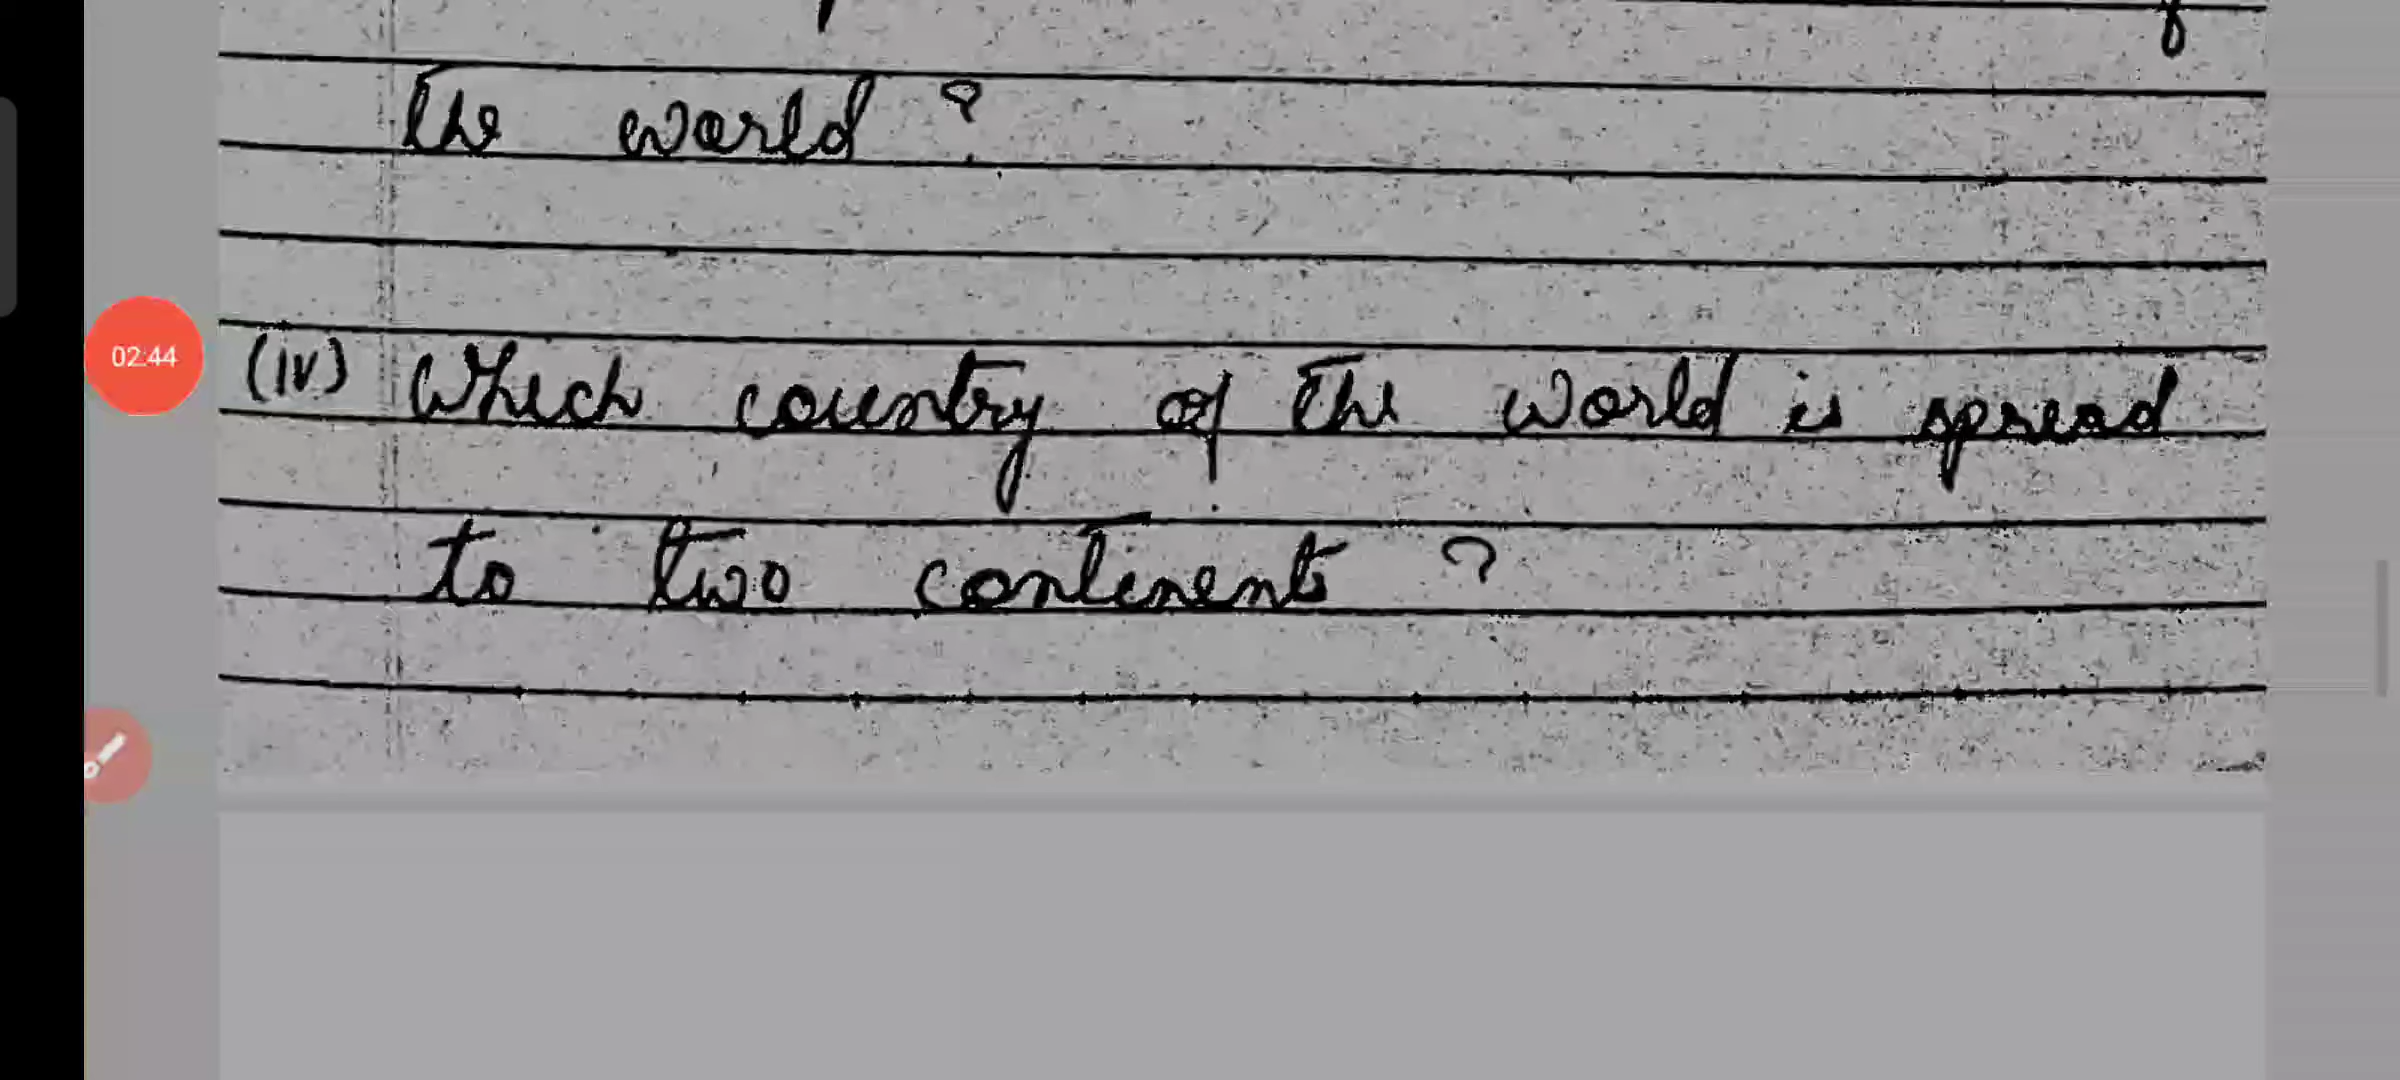 the world ?
(iv) Which country of the world is spread
02:44
to two continents ?